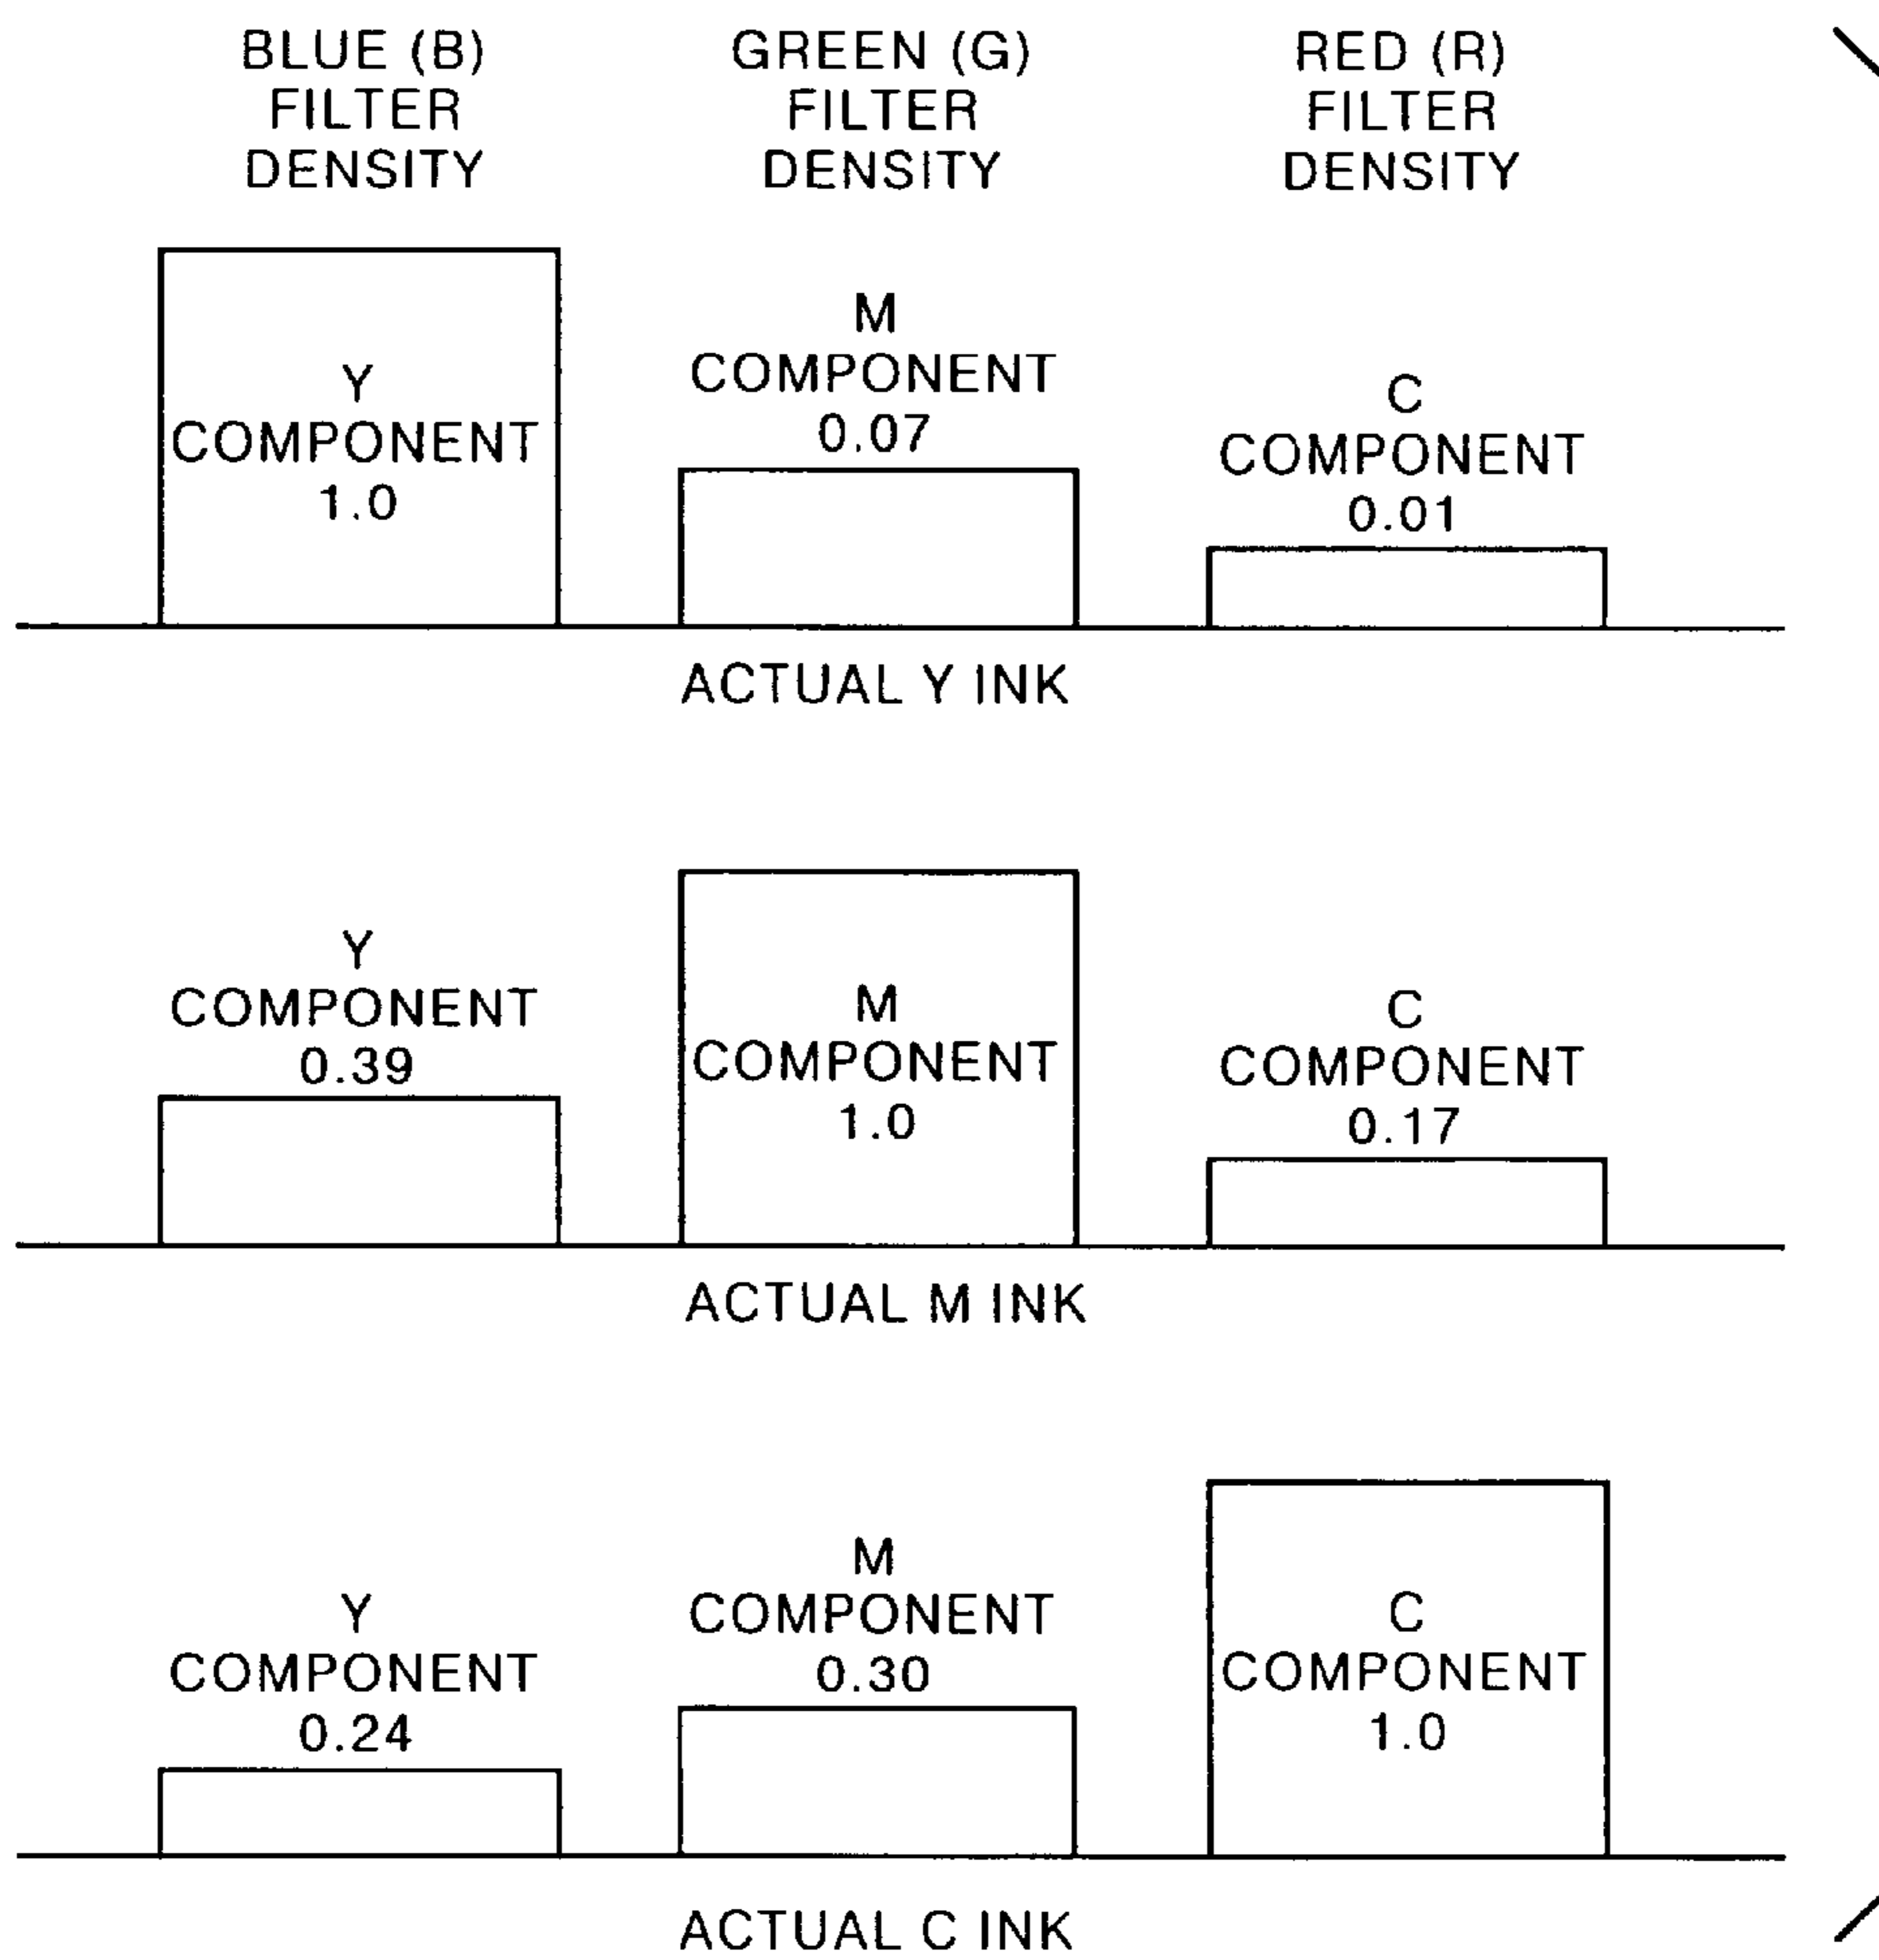 BLUE (B)
FILTER
DENSITY
GREEN (G)
FILTER
DENSITY
RED (R)
FILTER
DENSITY
Y
COMPONENT
1.0
M
COMPONENT
0.07
C
COMPONENT
0.01
ACTUAL Y INK
Y
COMPONENT
0.39
M
COMPONENT
1.0
C
COMPONENT
0.17
ACTUAL M INK
Y
COMPONENT
0.24
M
COMPONENT
0.30
C
COMPONENT
1.0
ACTUAL C INK